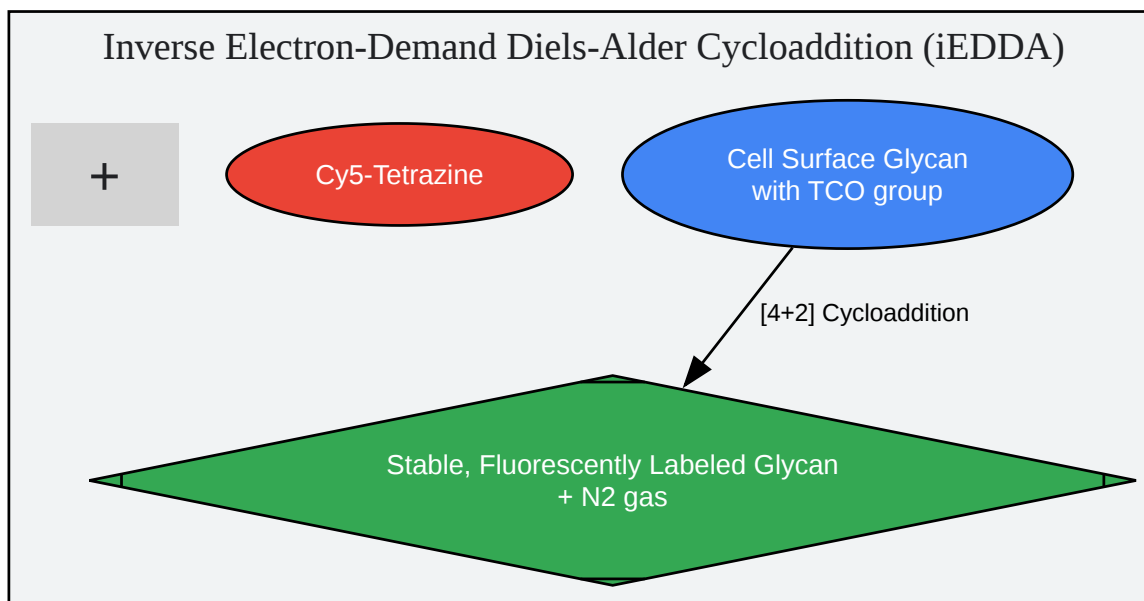 Inverse Electron-Demand Diels-Alder Cycloaddition (iEDDA)
+
Cy5-Tetrazine
Cell Surface Glycan
with TCO group
[4+2] Cycloaddition
Stable, Fluorescently Labeled Glycan
+ N2 gas